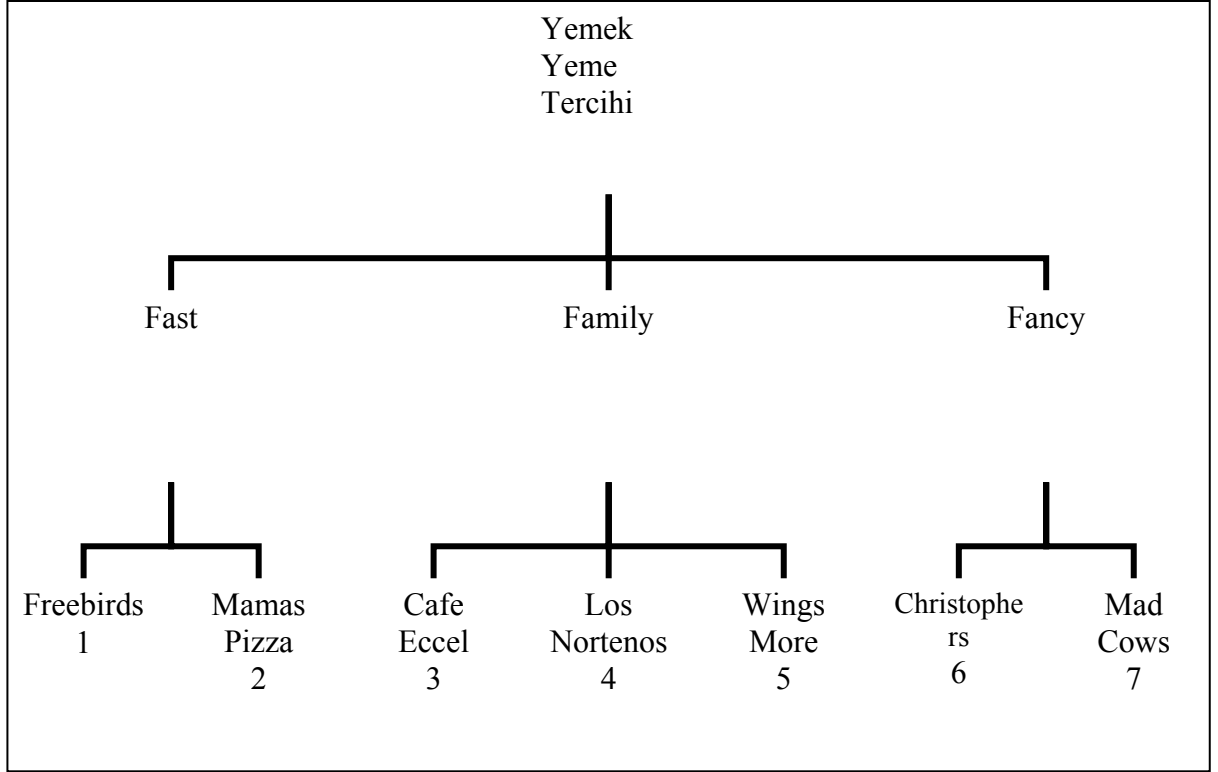 Yemek
Yeme
Tercihi
Fast
Family
Fancy
Freebirds
1
Mamas
Pizza
2
Cafe
Eccel
3
Los
Nortenos
4
Wings
More
5
Christophe
rs
6
Mad
Cows
7